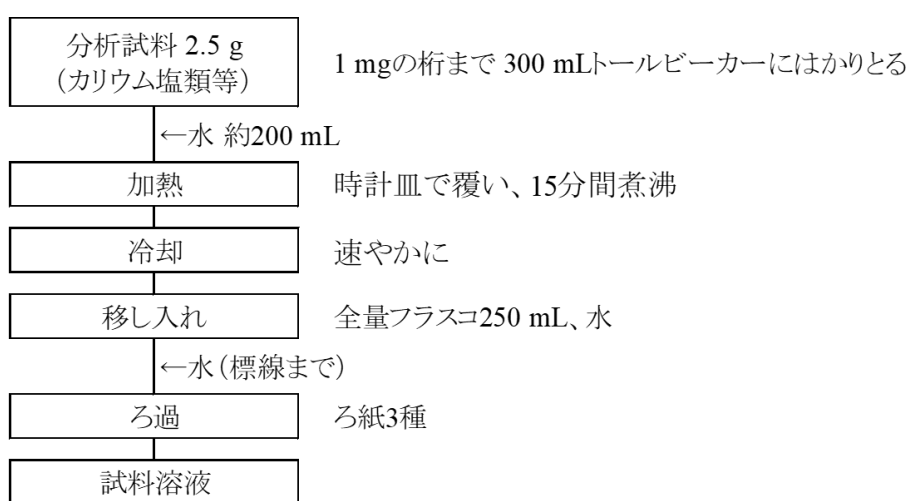 分析試料 2.5 g
(カリウム塩類等)
1 mgの桁まで 300 mLトールビーカーにはかりとる
←水 約200 mL
加熱
時計皿で覆い、15分間煮沸
冷却
速やかに
移し入れ
全量フラスコ250 mL、水
←水(標線まで)
ろ過
ろ紙3種
試料溶液